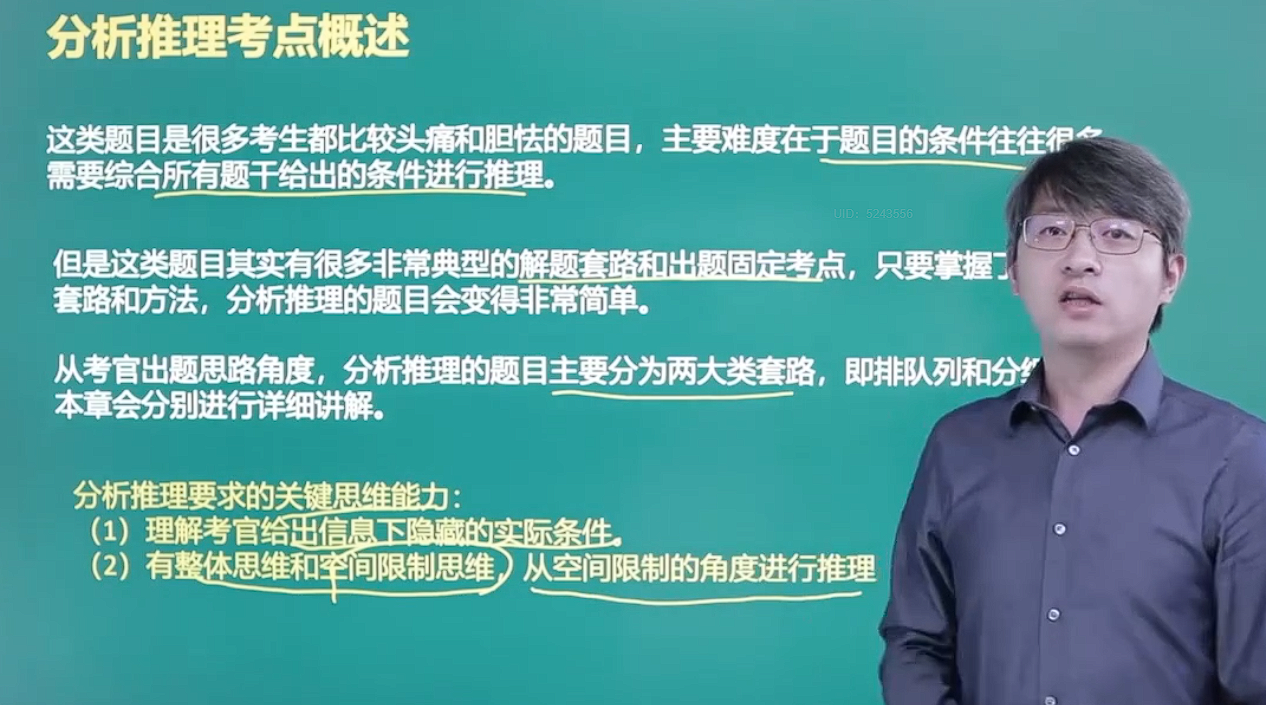 分析推理考点概述
这类题目是很多考生都比较头痛和胆怯的题目，主要难度在于题目的条件往往很多
需要综合所有题干给出的条件进行推理。
UID：5243556
但是这类题目其实有很多非常典型的解题套路和出题固定考点，只要掌握了
套路和方法，分析推理的题目会变得非常简单。
从考官出题思路角度，分析推理的题目主要分为两大类套路，即排队列和分
本章会分别进行详细讲解。
分析推理要求的关键思维能力：
（1）理解考官给出信息下隐藏的实际条件。
（2）有整体思维和空间限制思维，从空间限制的角度进行推理